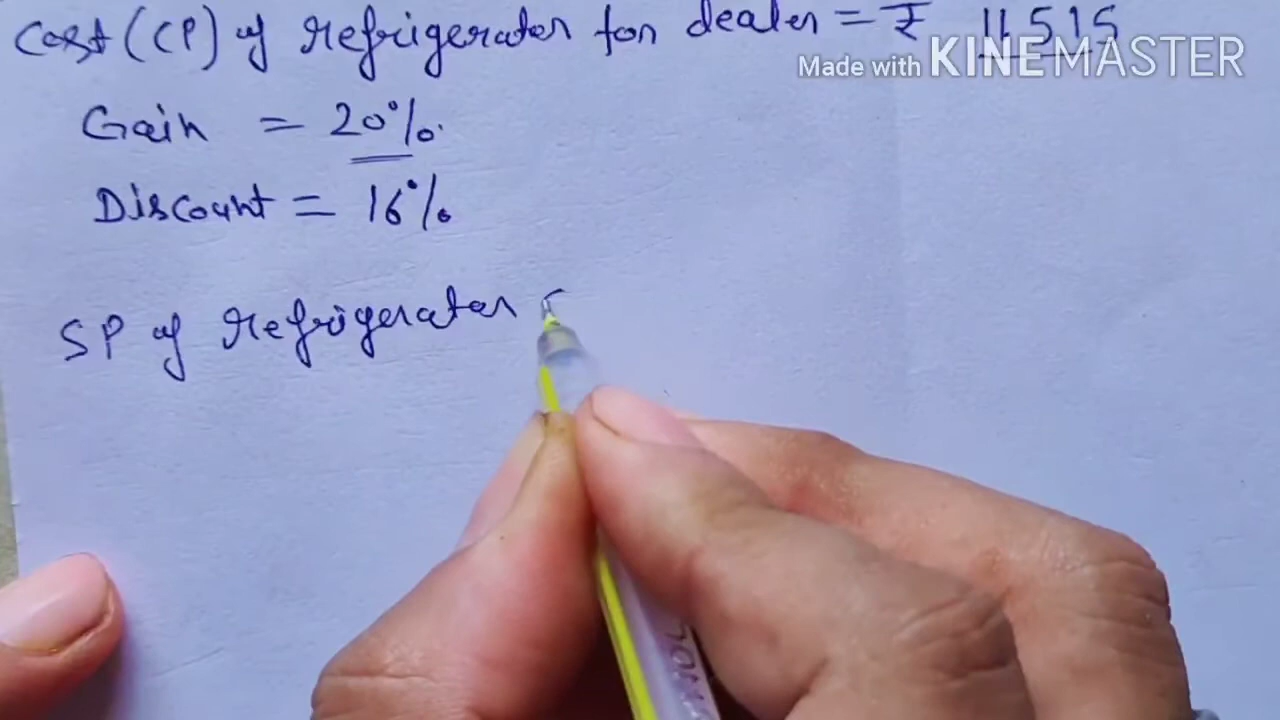 Cost (CP) of refrigerator for dealer = ₹ 11515
Made with KINEMASTER
Gain = 20%.
Discount = 16%
SP of refrigerator